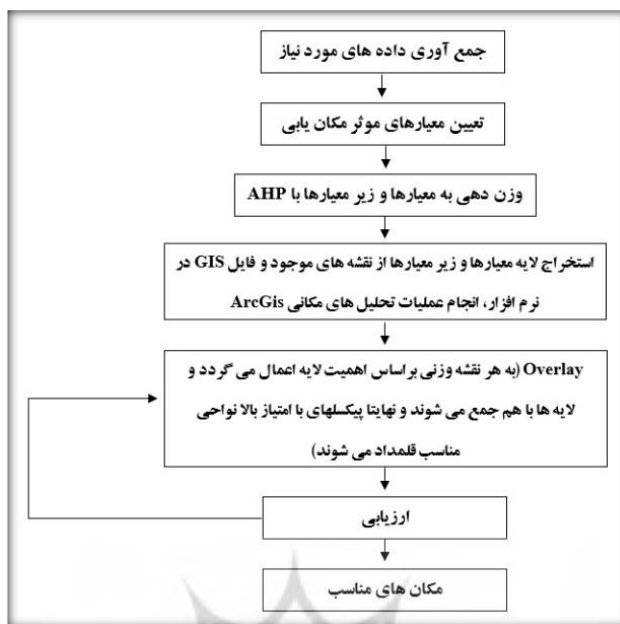 جمع آوری داده های مورد نیاز
تعیین معیارهای موثر مکان یابی
وزن دهی به معیارها و زیر معیارها با AHP
استخراج لایه معیارها و زیر معیارها از نقشه های موجود و فایل GIS در
نرم افزار، انجام عملیات تحلیل های مکانی ArcGis
Overlay (به هر نقشه وزنی براساس اهمیت لایه اعمال می گردد و
لایه ها با هم جمع می شوند و نهایتا پیکسلهای با امتیاز بالا نواحی
مناسب قلمداد می شوند)
ارزیابی
مکان های مناسب